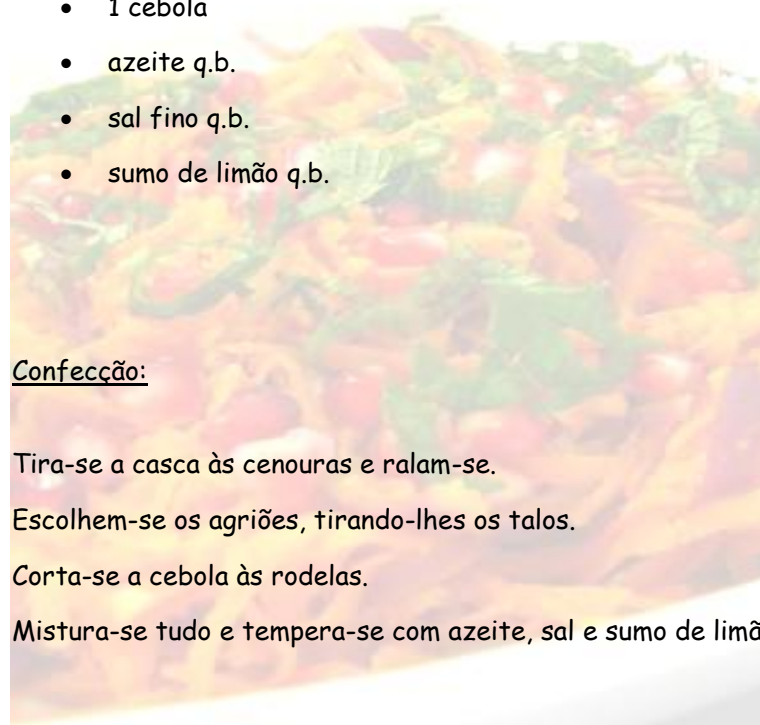 • 1 cebola
• azeite q.b.
• sal fino q.b.
• sumo de limão q.b.
Confecção:
Tira-se a casca às cenouras e ralam-se.
Escolhem-se os agriões, tirando-lhes os talos.
Corta-se a cebola às rodelas.
Mistura-se tudo e tempera-se com azeite, sal e sumo de limã